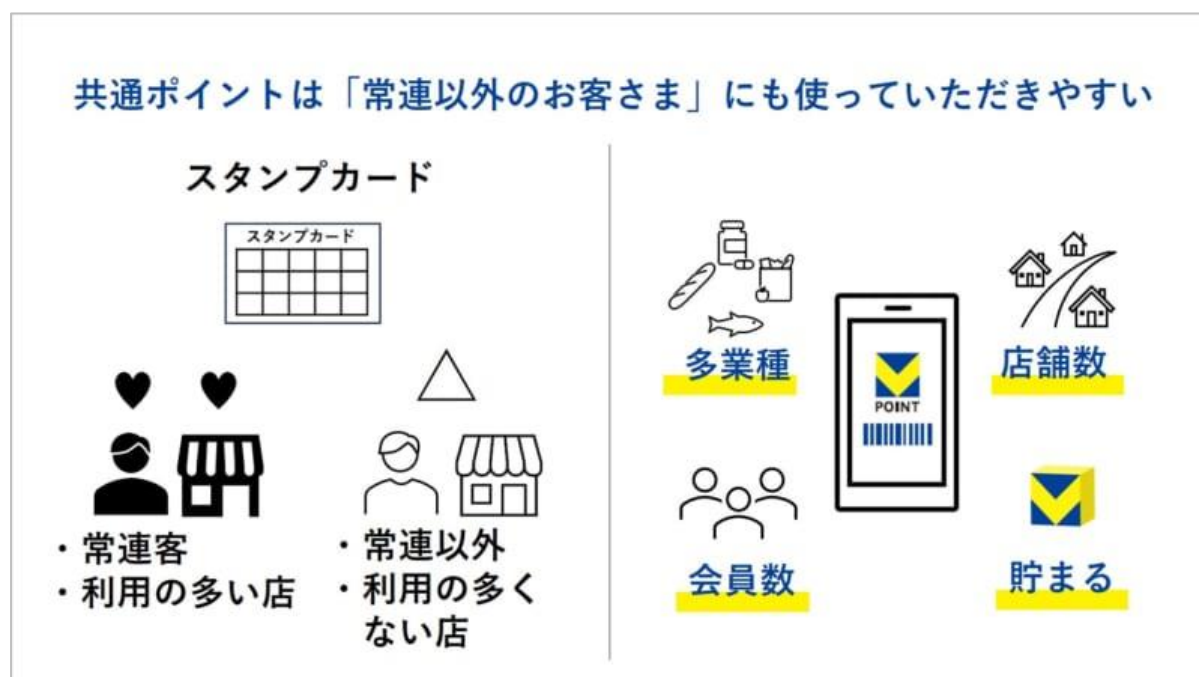 共通ポイントは「常連以外のお客さま」にも使っていただきやすい
スタンプカード
スタンプカード
・常連客
・利用の多い店
・常連以外
・利用の多く
ない店
多業種
店舗数
POINT
会員数
貯まる